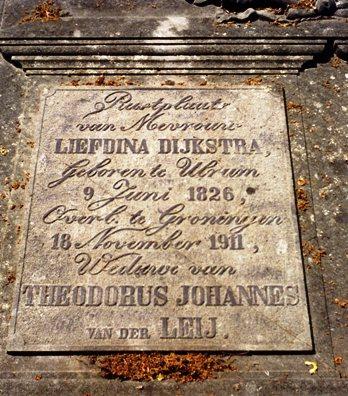 Rustplaats
van Mevrouw
LIEFDINA DIJKSTRA,
Geboren te Ulrum
9 Juni 1826,
Overl. te Groningen
18 November 1911,
Weduwe van
THEODORUS JOHANNES
VAN DER LEIJ.